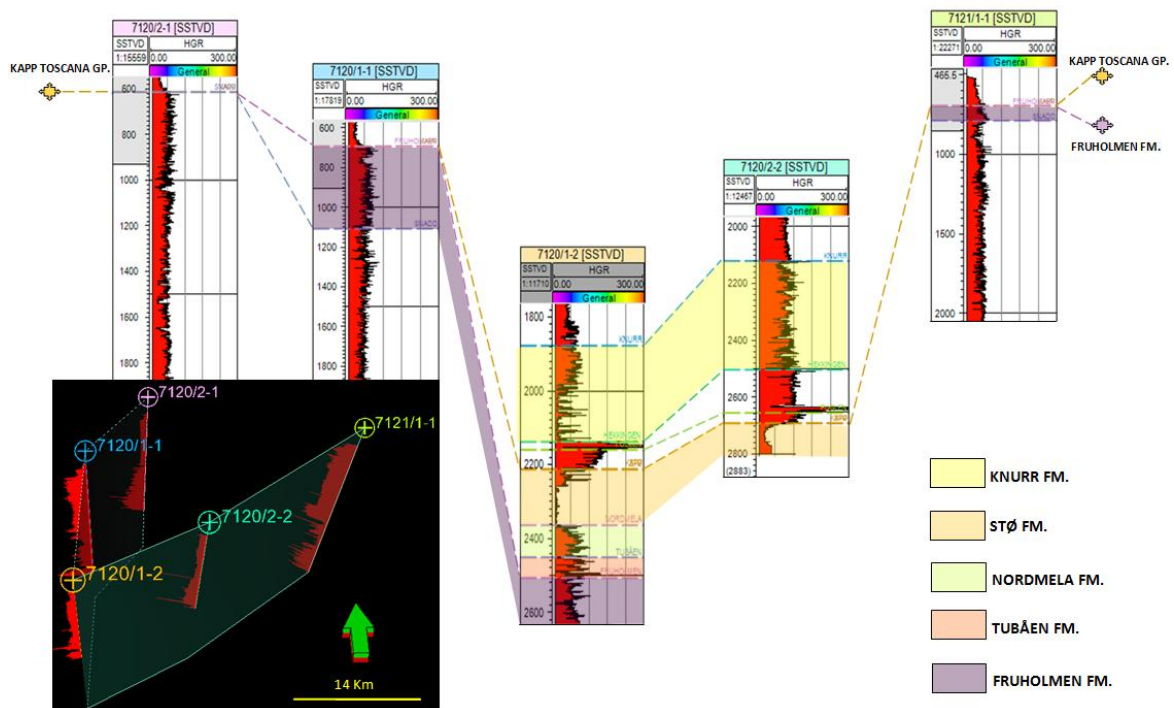 7120/2-1 [SSTVD]
SSTVD
HGR
1:15559
0.00
300.00
General
600
800
1000
1200
1400
1600
1800
KAPP TOSCANA GP.
7120/1-1 [SSTVD]
SSTVD
HGR
1:17819
0.00
300.00
General
SNADD
600
800
1000
1200
1400
1600
1800
7120/1-2 [SSTVD]
SSTVD
HGR
1:11710
0.00
300.00
General
KNURR
HEKKINGEN
KAPP
NORDMELA
TUBÅEN
FRUHOLMEN
1800
2000
2200
2400
2600
7120/2-2 [SSTVD]
SSTVD
HGR
1:12467
0.00
300.00
General
KNURR
HEKKINGEN
2000
2200
2400
2600
2800
(2883)
7121/1-1 [SSTVD]
SSTVD
HGR
1:22271
0.00
300.00
General
SNADD
466.5
1000
2000
KAPP TOSCANA GP.
FRUHOLMEN FM.
7120/2-1
7120/1-1
7121/1-1
7120/2-2
7120/1-2
14 Km
KNURR FM.
STØ FM.
NORDMELA FM.
TUBÅEN FM.
FRUHOLMEN FM.